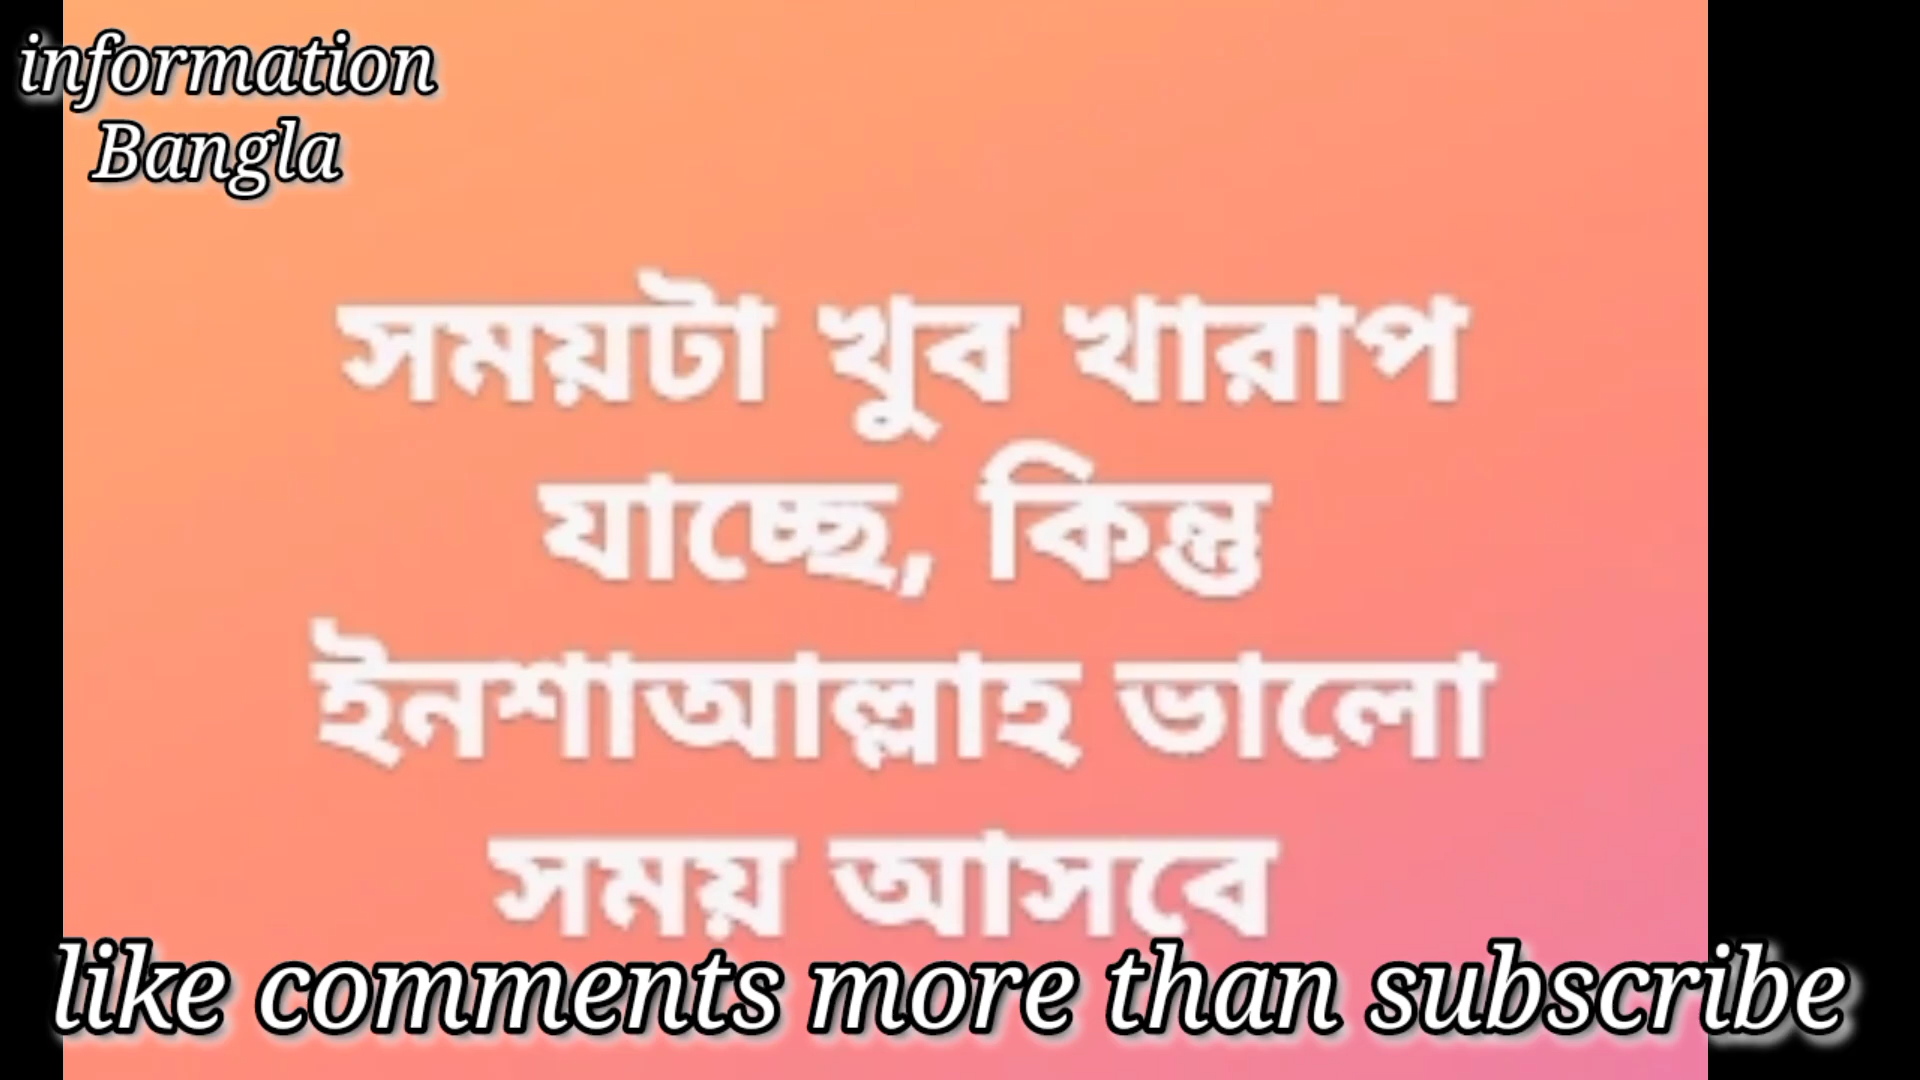 information
Bangla
সময়টা খুব খারাপ
যাচ্ছে, কিন্তু
ইনশাআল্লাহ ভালো
সময় আসবে
like comments more than subscribe